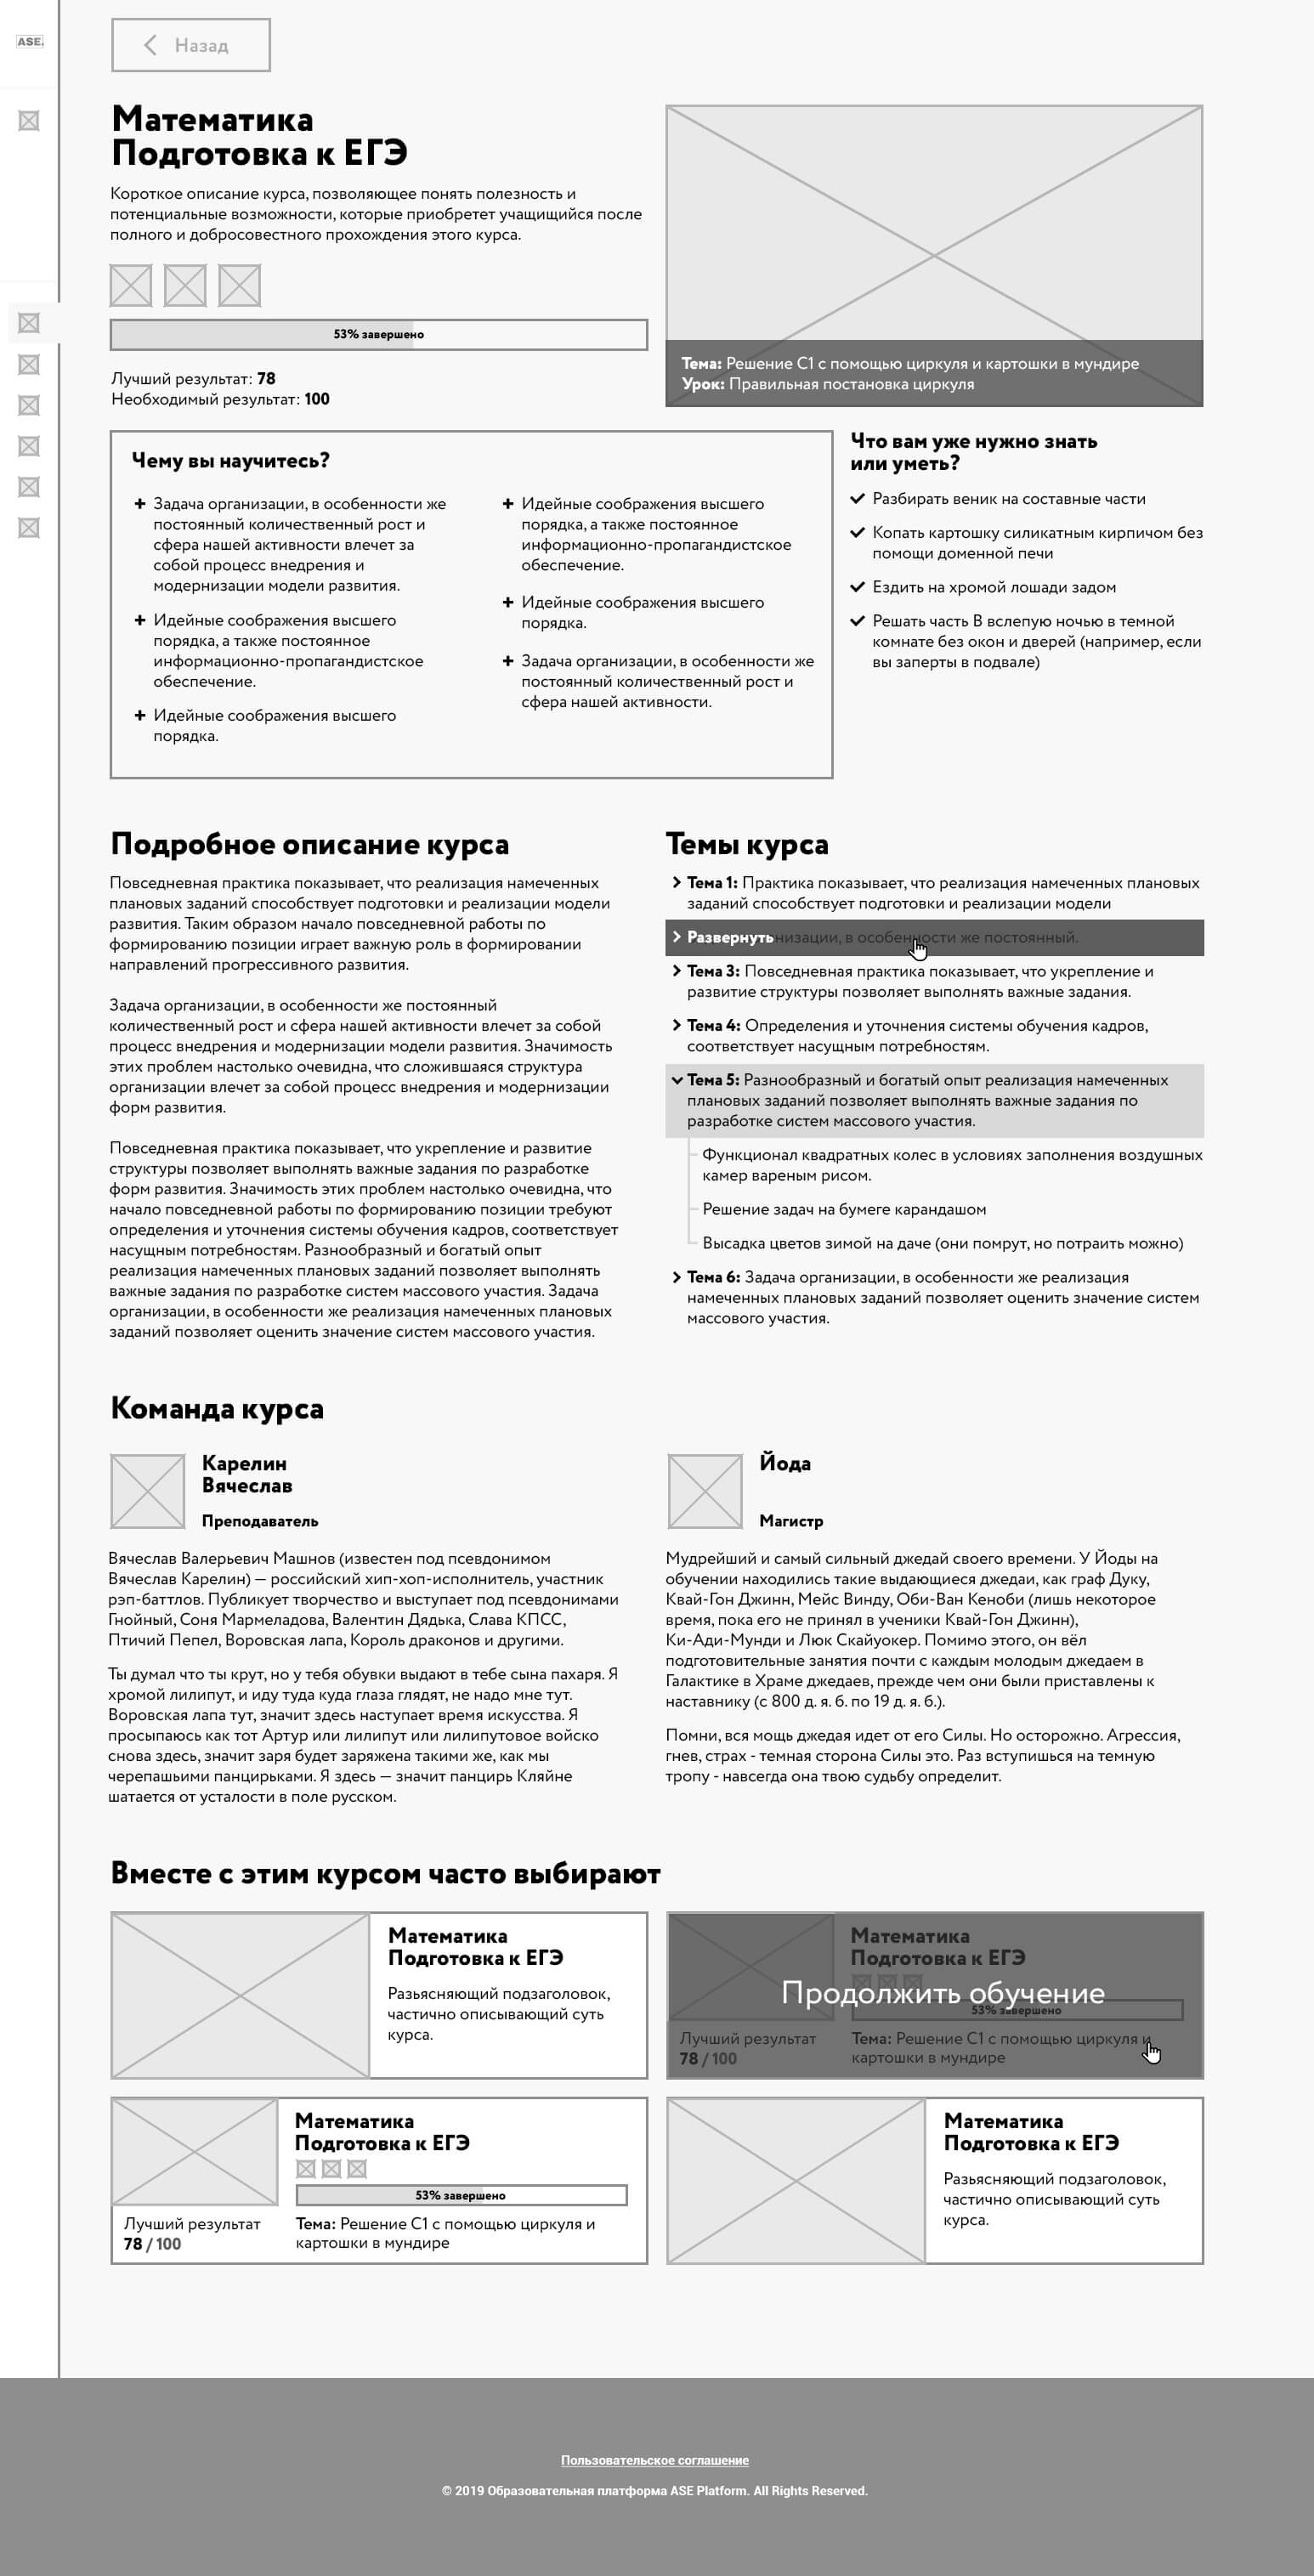 ASE.
Назад
Математика
Подготовка к ЕГЭ
Короткое описание курса, позволяющее понять полезность и
потенциальные возможности, которые приобретет учащищийся после
полного и добросовестного прохождения этого курса.
53% завершено
Лучший результат: 78
Необходимый результат: 100
Тема: Решение С1 с помощью циркуля и картошки в мундире
Урок: Правильная постановка циркуля
Чему вы научитесь?
Задача организации, в особенности же
постоянный количественный рост и
сфера нашей активности влечет за
собой процесс внедрения и
модернизации модели развития.
Идейные соображения высшего
порядка, а также постоянное
информационно-пропагандистское
обеспечение.
Идейные соображения высшего
порядка.
Идейные соображения высшего
порядка, а также постоянное
информационно-пропагандистское
обеспечение.
Идейные соображения высшего
порядка.
Задача организации, в особенности же
постоянный количественный рост и
сфера нашей активности.
Что вам уже нужно знать
или уметь?
Разбирать веник на составные части
Копать картошку силикатным кирпичом без
помощи доменной печи
Ездить на хромой лошади задом
Решать часть В вслепую ночью в темной
комнате без окон и дверей (например, если
вы заперты в подвале)
Подробное описание курса
Повседневная практика показывает, что реализация намеченных
плановых заданий способствует подготовки и реализации модели
развития. Таким образом начало повседневной работы по
формированию позиции играет важную роль в формировании
направлений прогрессивного развития.
Задача организации, в особенности же постоянный
количественный рост и сфера нашей активности влечет за собой
процесс внедрения и модернизации модели развития. Значимость
этих проблем настолько очевидна, что сложившаяся структура
организации влечет за собой процесс внедрения и модернизации
форм развития.
Повседневная практика показывает, что укрепление и развитие
структуры позволяет выполнять важные задания по разработке
форм развития. Значимость этих проблем настолько очевидна, что
начало повседневной работы по формированию позиции требуют
определения и уточнения системы обучения кадров, соответствует
насущным потребностям. Разнообразный и богатый опыт
реализация намеченных плановых заданий позволяет выполнять
важные задания по разработке систем массового участия. Задача
организации, в особенности же реализация намеченных плановых
заданий позволяет оценить значение систем массового участия.
Темы курса
Тема 1: Практика показывает, что реализация намеченных плановых
заданий способствует подготовки и реализации модели
Развернуть низации, в особенности же постоянный.
Тема 3: Повседневная практика показывает, что укрепление и
развитие структуры позволяет выполнять важные задания.
Тема 4: Определения и уточнения системы обучения кадров,
соответствует насущным потребностям.
Тема 5: Разнообразный и богатый опыт реализация намеченных
плановых заданий позволяет выполнять важные задания по
разработке систем массового участия.
Функционал квадратных колес в условиях заполнения воздушных
камер вареным рисом.
Решение задач на бумеге карандашом
Высадка цветов зимой на даче (они помрут, но потраить можно)
Тема 6: Задача организации, в особенности же реализация
намеченных плановых заданий позволяет оценить значение систем
массового участия.
Команда курса
Карелин
Вячеслав
Преподаватель
Вячеслав Валерьевич Машнов (известен под псевдонимом
Вячеслав Карелин) — российский хип-хоп-исполнитель, участник
рэп-баттлов. Публикует творчество и выступает под псевдонимами
Гнойный, Соня Мармеладова, Валентин Дядька, Слава КПСС,
Птичий Пепел, Воровская лапа, Король драконов и другими.
Ты думал что ты крут, но у тебя обувки выдают в тебе сына пахаря. Я
хромой лилипут, и иду туда куда глаза глядят, не надо мне тут.
Воровская лапа тут, значит здесь наступает время искусства. Я
просыпаюсь как тот Артур или лилипут или лилипутовое войско
снова здесь, значит заря будет заряжена такими же, как мы
черепашьими панцирьками. Я здесь — значит панцирь Кляйне
шатается от усталости в поле русском.
Йода
Магистр
Мудрейший и самый сильный джедай своего времени. У Йоды на
обучении находились такие выдающиеся джедаи, как граф Дуку,
Квай-Гон Джинн, Мейс Винду, Оби-Ван Кеноби (лишь некоторое
время, пока его не принял в ученики Квай-Гон Джинн),
Ки-Ади-Мунди и Люк Скайуокер. Помимо этого, он вёл
подготовительные занятия почти с каждым молодым джедаем в
Галактике в Храме джедаев, прежде чем они были приставлены к
наставнику (с 800 д. я. б. по 19 д. я. б.).
Помни, вся мощь джедая идет от его Силы. Но осторожно. Агрессия,
гнев, страх - темная сторона Силы это. Раз вступишься на темную
тропу - навсегда она твою судьбу определит.
Вместе с этим курсом часто выбирают
Математика
Подготовка к ЕГЭ
Разьясняющий подзаголовок,
частично описывающий суть
курса.
Математика
Подготовка к ЕГЭ
Продолжить обучение
53% завершено
Лучший результат
78 / 100
Тема: Решение С1 с помощью циркуля и
картошки в мундире
Математика
Подготовка к ЕГЭ
53% завершено
Лучший результат
78 / 100
Тема: Решение С1 с помощью циркуля и
картошки в мундире
Математика
Подготовка к ЕГЭ
Разьясняющий подзаголовок,
частично описывающий суть
курса.
Пользовательское соглашение
© 2019 Образовательная платформа ASE Platform. All Rights Reserved.